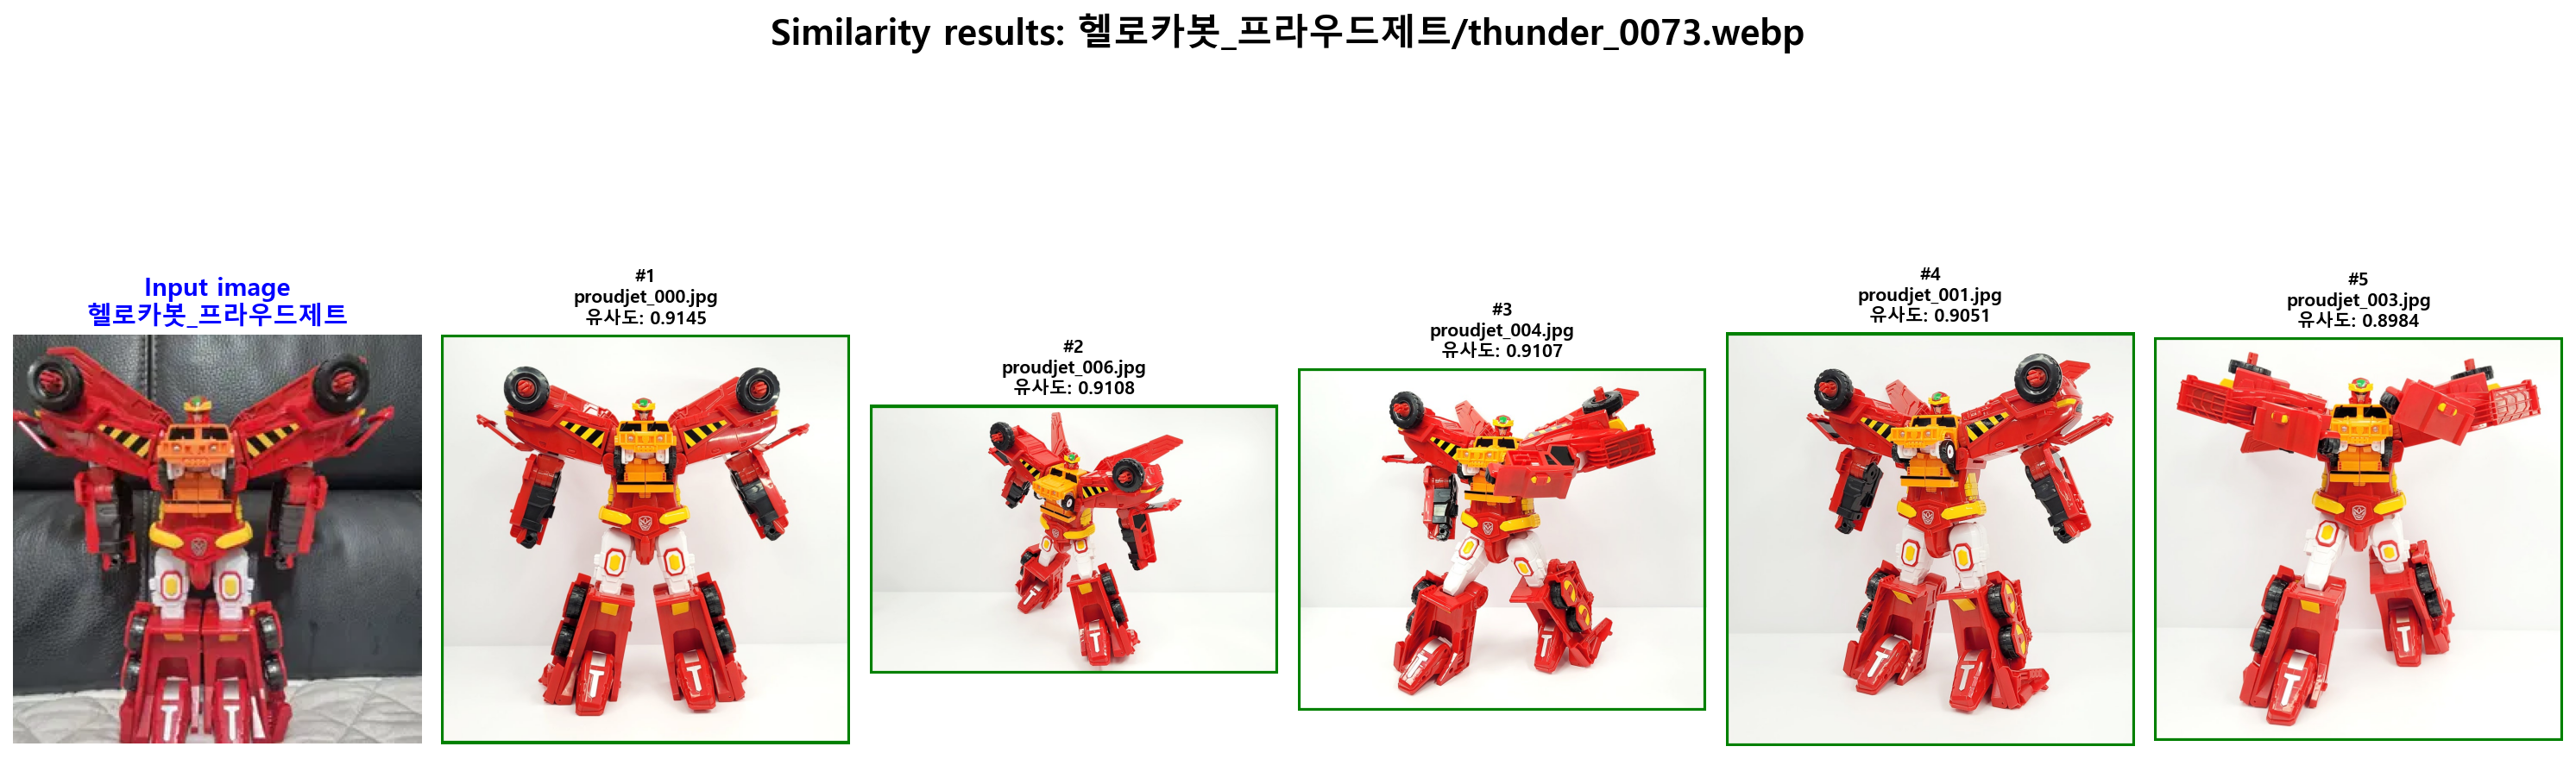 Similarity results: 헬로카봇_프라우드제트/thunder_0073.webp
Input image
헬로카봇_프라우드제트
#1
proudjet_000.jpg
유사도: 0.9145
#2
proudjet_006.jpg
유사도: 0.9108
#3
proudjet_004.jpg
유사도: 0.9107
#4
proudjet_001.jpg
유사도: 0.9051
#5
proudjet_003.jpg
유사도: 0.8984